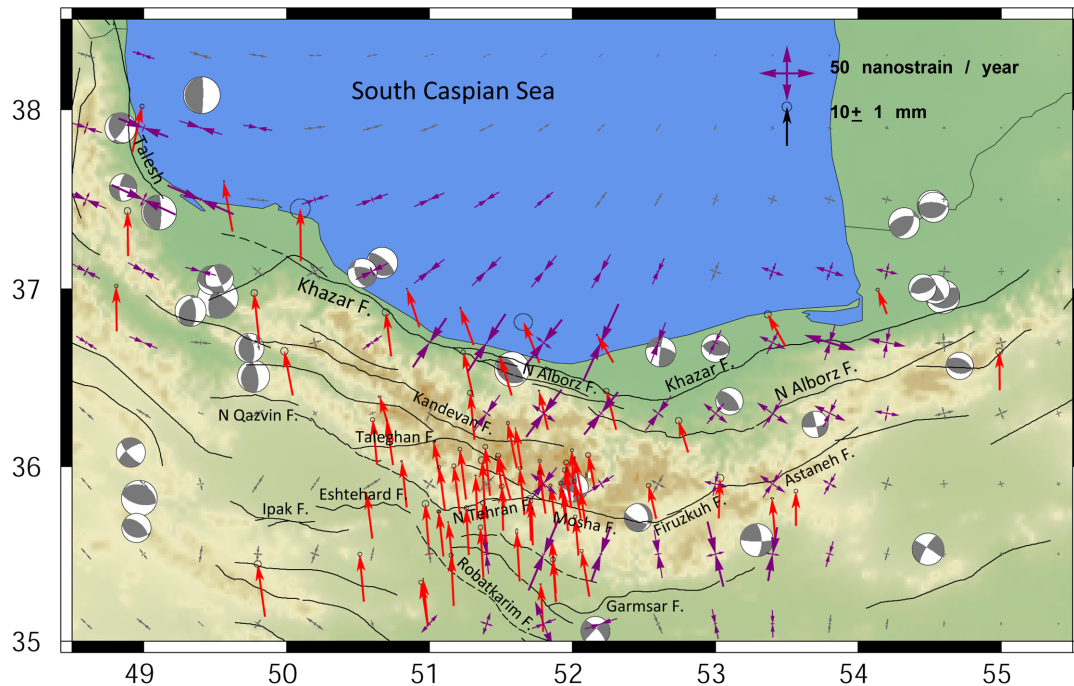 South Caspian Sea
50 nanostrain / year
10± 1 mm
38
Talesh
37
Khazar F.
N Alborz F.
Khazar F.
N Alborz F.
Kandevan F.
N Qazvin F.
Taleghan F.
36
Astaneh F.
Eshtehard F.
Ipak F.
N Tehran F.
Mosha F.
Firuzkuh F.
Robatkarim F.
Garmsar F.
35
49 50 51 52 53 54 55